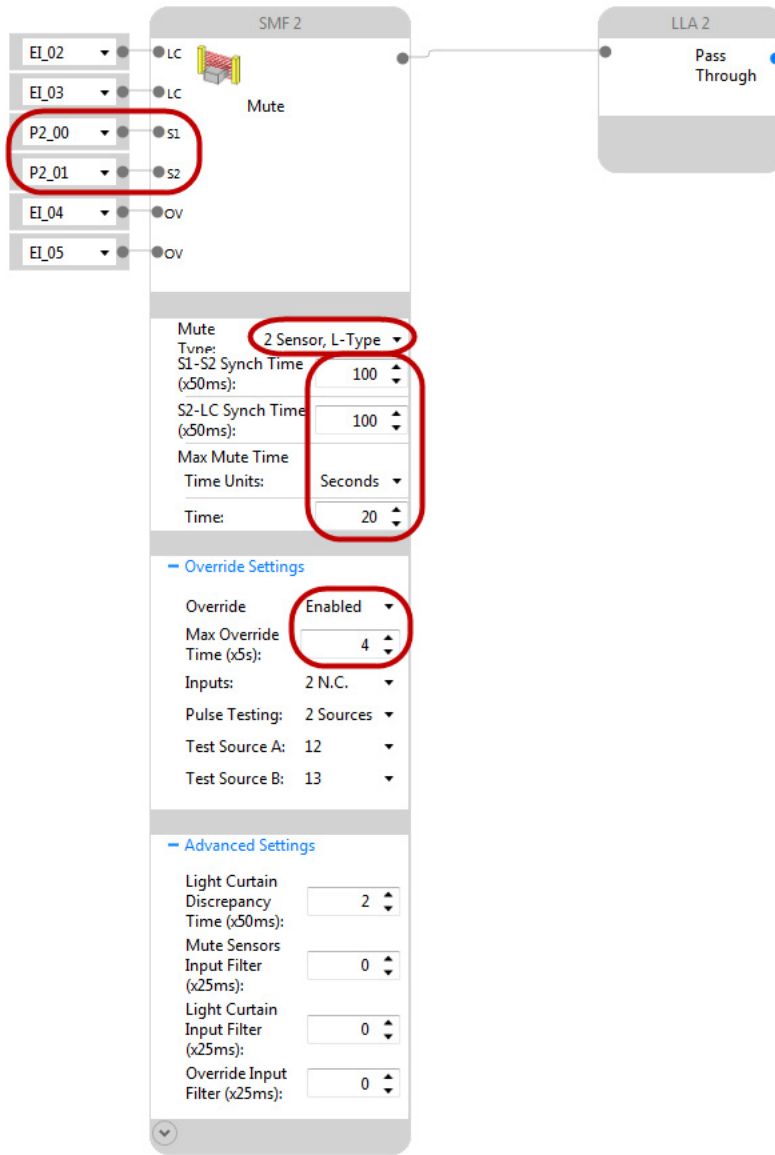 SMF 2
LLA 2
EI_02
LC
EI_03
LC
Mute
Pass
Through
P2_00
S1
P2_01
S2
EI_04
OV
EI_05
OV
Mute
Type:
2 Sensor, L-Type
S1-S2 Synch Time
(x50ms):
100
S2-LC Synch Time
(x50ms):
100
Max Mute Time
Time Units:
Seconds
Time:
20
Override Settings
Override
Enabled
Max Override
Time (x5s):
4
Inputs:
2 N.C.
Pulse Testing:
2 Sources
Test Source A:
12
Test Source B:
13
Advanced Settings
Light Curtain
Discrepancy
Time (x50ms):
2
Mute Sensors
Input Filter
(x25ms):
0
Light Curtain
Input Filter
(x25ms):
0
Override Input
Filter (x25ms):
0